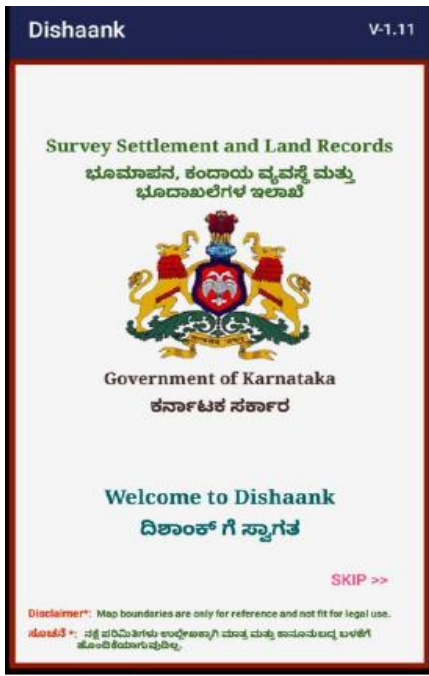 Dishaank
V-1.11
Survey Settlement and Land Records
ಭೂಮಾಪನ, ಕಂದಾಯ ವ್ಯವಸ್ಥೆ ಮತ್ತು
ಭೂದಾಖಲೆಗಳ ಇಲಾಖೆ
Government of Karnataka
ಕರ್ನಾಟಕ ಸರ್ಕಾರ
Welcome to Dishaank
ದಿಶಾಂಕ್ ಗೆ ಸ್ವಾಗತ
SKIP >>
Disclaimer*: Map boundaries are only for reference and not fit for legal use.
ಸೂಚನೆ *: ನಕ್ಷೆ ಪರಿಮಿತಿಗಳು ಉಲ್ಲೇಖಕ್ಕಾಗಿ ಮಾತ್ರ ಮತ್ತು ಕಾನೂನುಬದ್ಧ ಬಳಕೆಗೆ
ಹೊಂದಿಕೆಯಾಗುವುದಿಲ್ಲ.